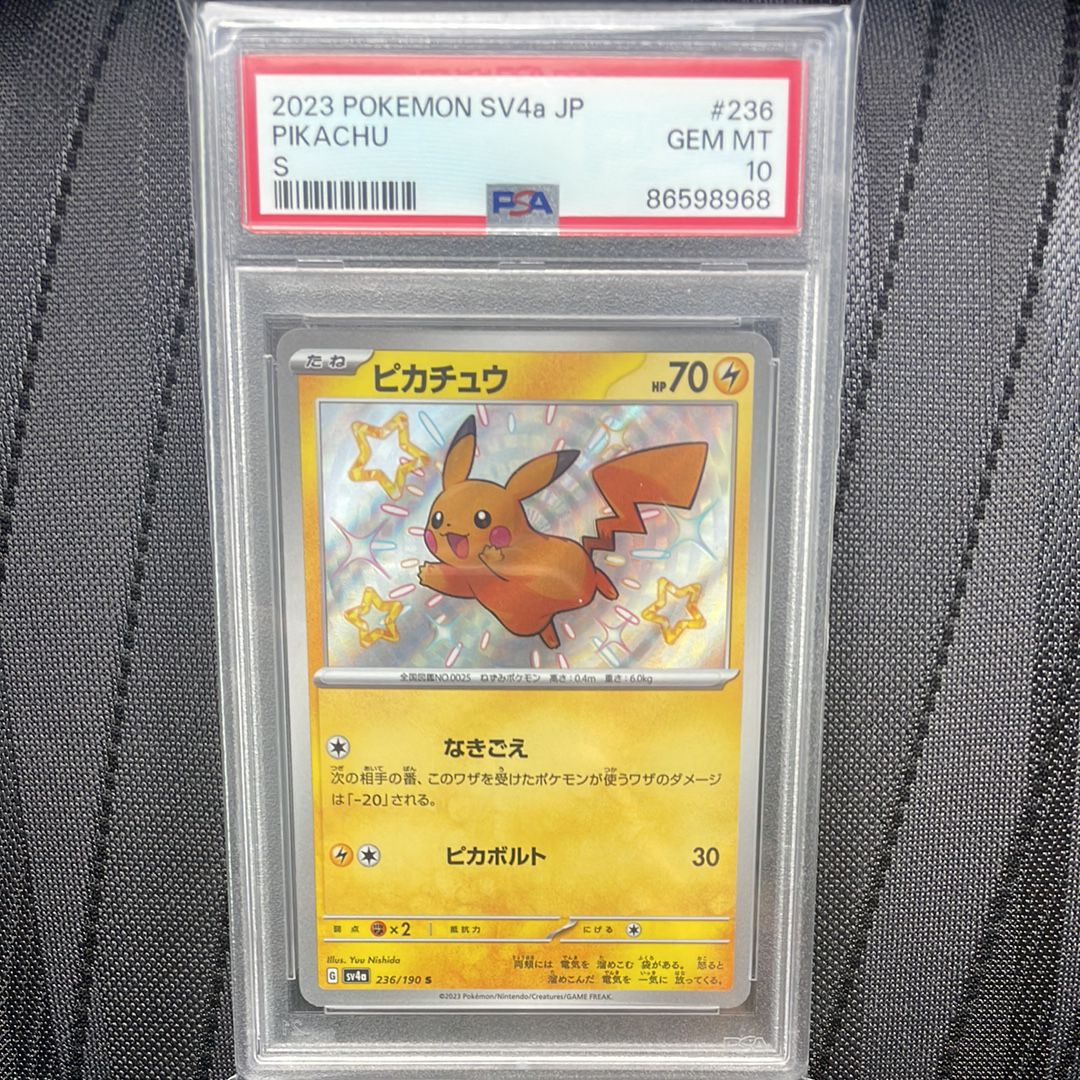 2023 POKEMON SV4a JP #236
PIKACHU GEM MT
S 10
86598968
PSA
たね ピカチュウ HP70
全国図鑑NO.0025 ねずみポケモン 高さ:0.4m 重さ:6.0kg
なきごえ
次の相手の番、このワザを受けたポケモンが使うワザのダメージ
は「-20」される。
ピカボルト 30
弱点 ×2 抵抗力 にげる
Illus. Yuu Nishida
両頬には 電気を 溜めこむ 袋がある。 怒ると
溜めこんだ 電気を 一気に 放ってくる。
G sv4a 236/190 S
©2023 Pokémon/Nintendo/Creatures/GAME FREAK.
PSA